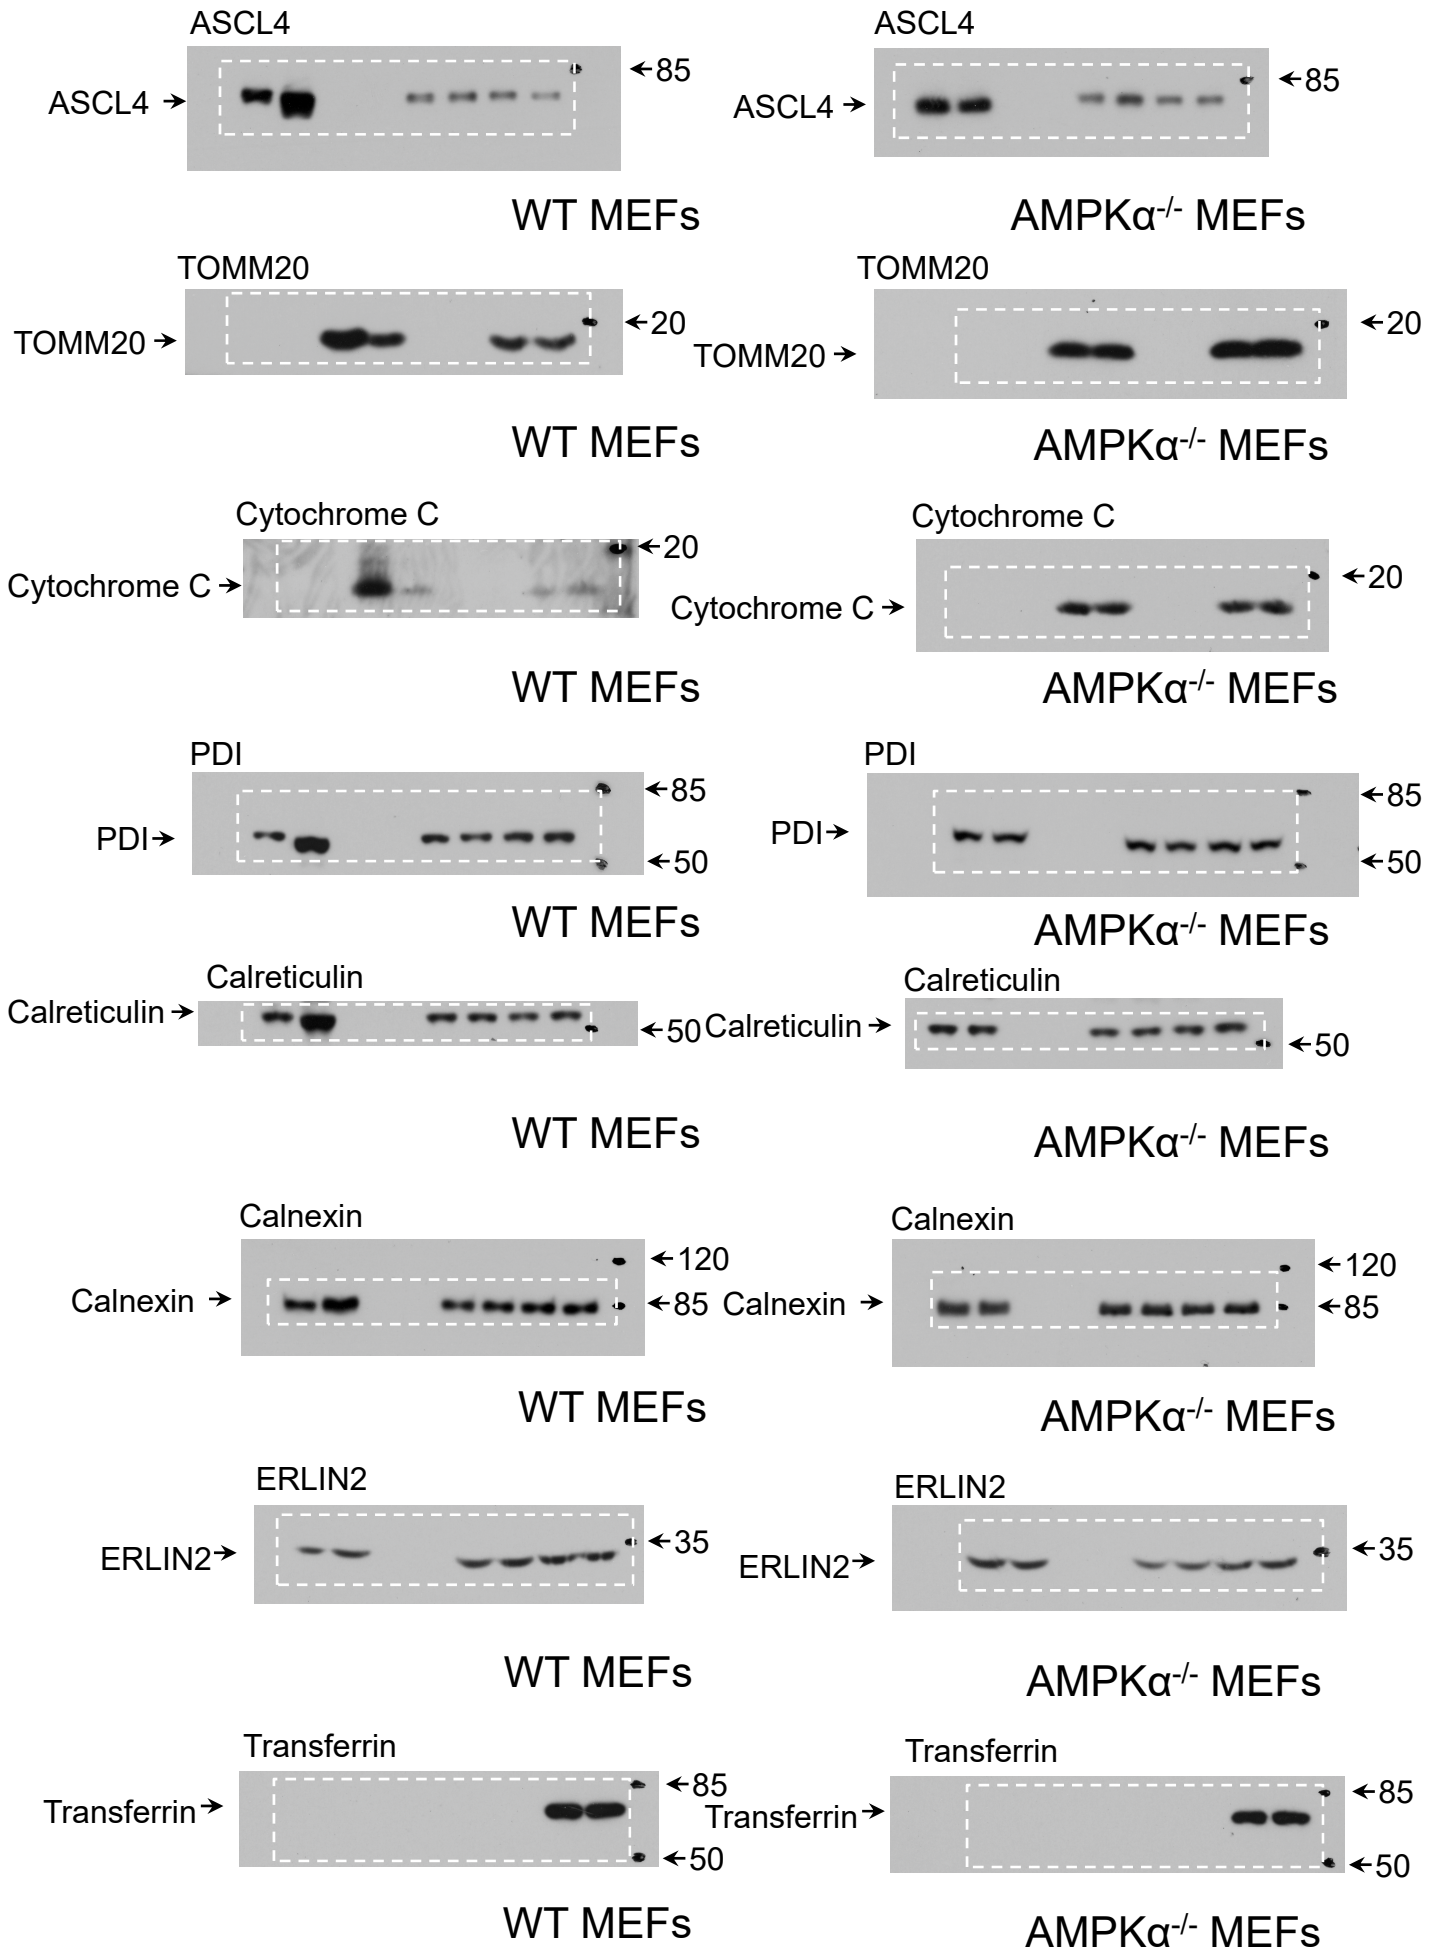 ASCL4
ASCL4
←85
←85
ASCL4 →
ASCL4 →
WT MEFs
AMPKα-/- MEFs
TOMM20
TOMM20
←20
←20
TOMM20 →
TOMM20 →
WT MEFs
AMPKα-/- MEFs
Cytochrome C
Cytochrome C
←20
←20
Cytochrome C →
Cytochrome C →
WT MEFs
AMPKα-/- MEFs
PDI
PDI
←85
←85
PDI→
PDI→
←50
←50
WT MEFs
AMPKα-/- MEFs
Calreticulin
Calreticulin
Calreticulin →
←50
Calreticulin →
←50
WT MEFs
AMPKα-/- MEFs
Calnexin
Calnexin
←120
←120
Calnexin →
←85
Calnexin →
←85
WT MEFs
AMPKα-/- MEFs
ERLIN2
ERLIN2
←35
←35
ERLIN2→
ERLIN2→
WT MEFs
AMPKα-/- MEFs
Transferrin
Transferrin
←85
←85
Transferrin→
Transferrin→
←50
←50
WT MEFs
AMPKα-/- MEFs